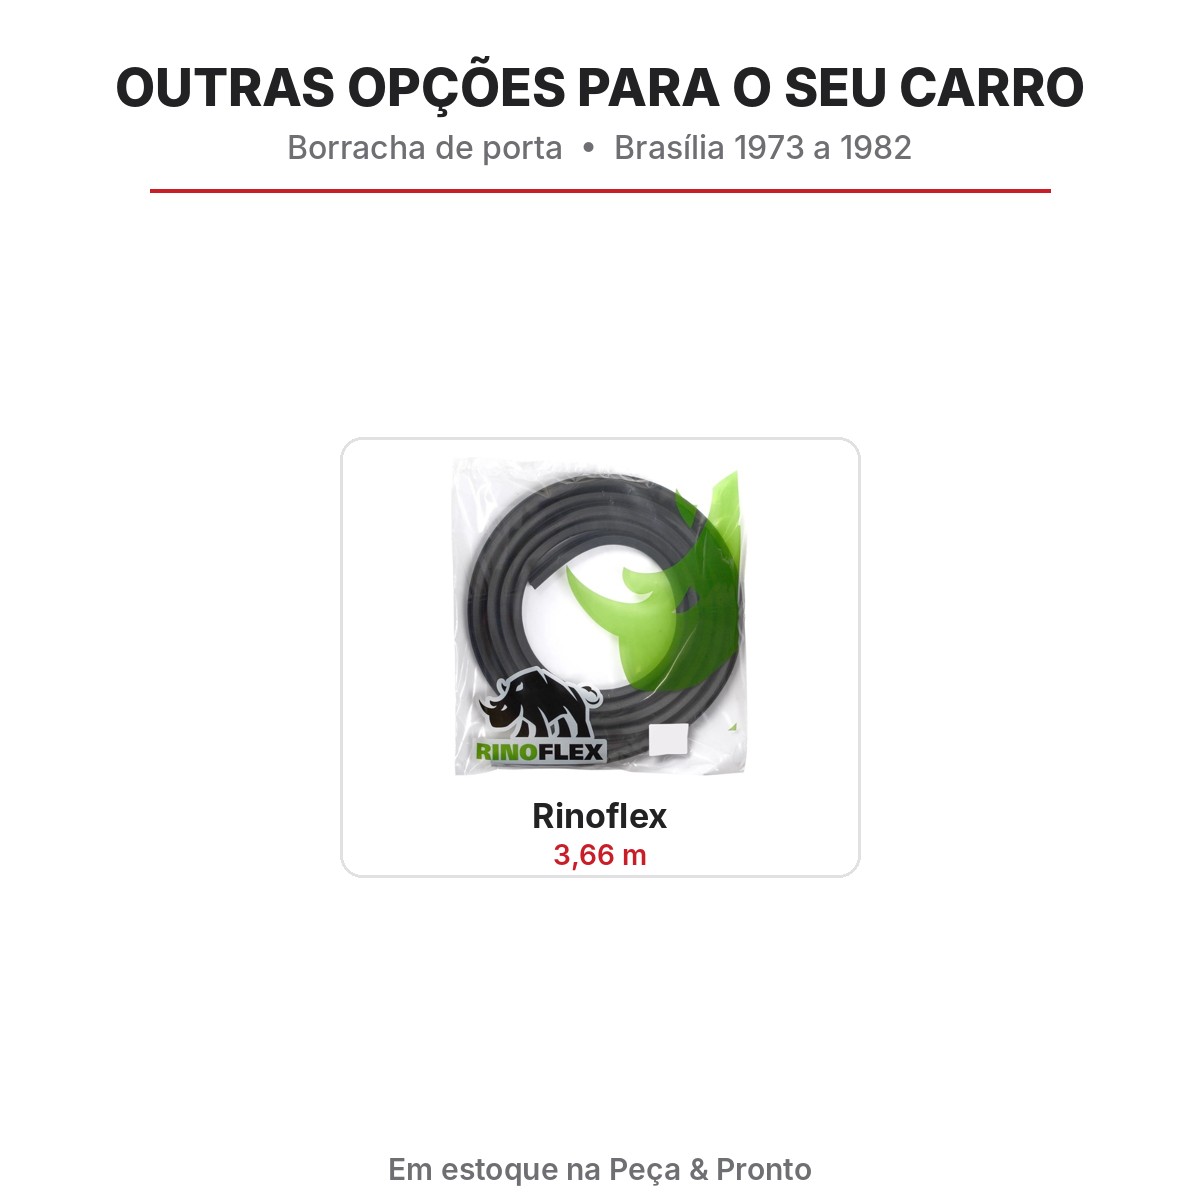 OUTRAS OPÇÕES PARA O SEU CARRO
Borracha de porta • Brasília 1973 a 1982
RINOFLEX
Rinoflex
3,66 m
Em estoque na Peça & Pronto